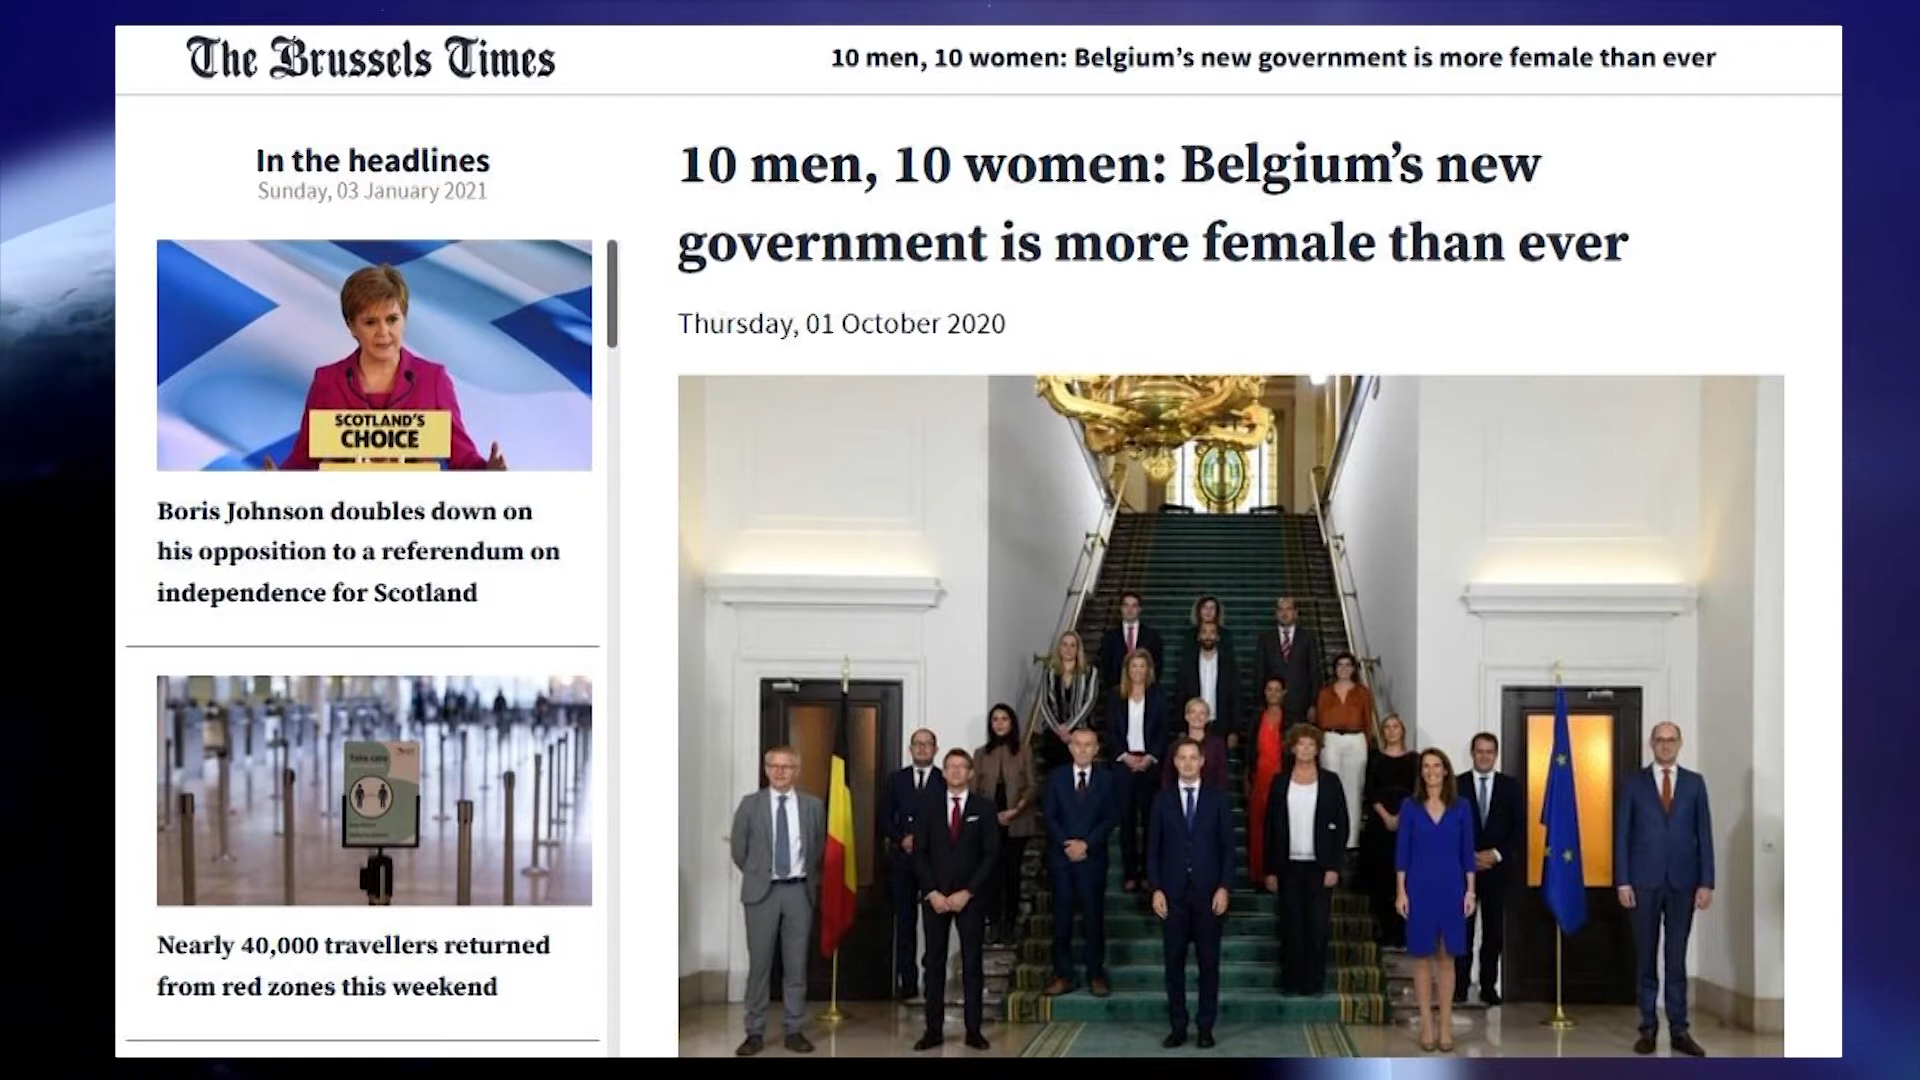 The Brussels Times
10 men, 10 women: Belgium's new government is more female than ever
In the headlines
Sunday, 03 January 2021
SCOTLAND'S
CHOICE
Boris Johnson doubles down on
his opposition to a referendum on
independence for Scotland
Take care
Nearly 40,000 travellers returned
from red zones this weekend
10 men, 10 women: Belgium's new
government is more female than ever
Thursday, 01 October 2020